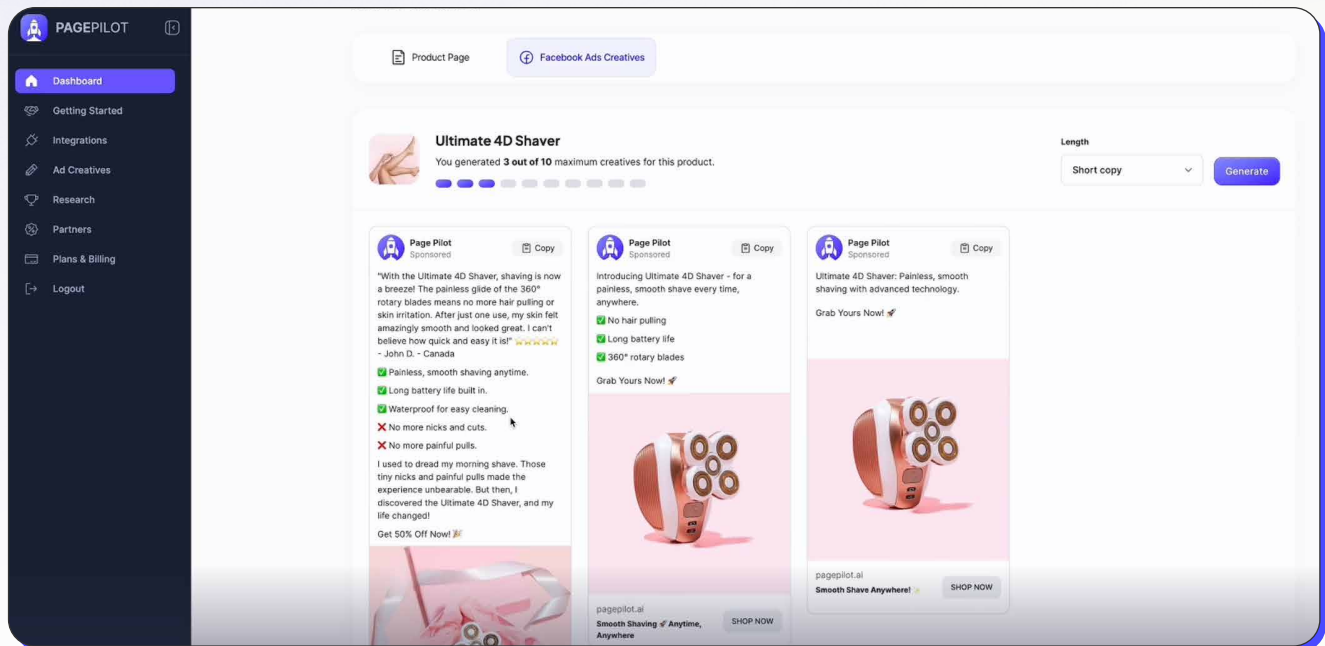 PAGEPILOT
Dashboard
Getting Started
Integrations
Ad Creatives
Research
Partners
Plans & Billing
Logout
Product Page
Facebook Ads Creatives
Ultimate 4D Shaver
You generated 3 out of 10 maximum creatives for this product.
Length
Short copy
Generate
Page Pilot
Sponsored
Copy
"With the Ultimate 4D Shaver, shaving is now
a breeze! The painless glide of the 360°
rotary blades means no more hair pulling or
skin irritation. After just one use, my skin felt
amazingly smooth and looked great. I can't
believe how quick and easy it is!" ⭐⭐⭐⭐⭐
- John D. - Canada
✅ Painless, smooth shaving anytime.
✅ Long battery life built in.
✅ Waterproof for easy cleaning.
❌ No more nicks and cuts.
❌ No more painful pulls.
I used to dread my morning shave. Those
tiny nicks and painful pulls made the
experience unbearable. But then, I
discovered the Ultimate 4D Shaver, and my
life changed!
Get 50% Off Now! 🎉
Page Pilot
Sponsored
Copy
Introducing Ultimate 4D Shaver - for a
painless, smooth shave every time,
anywhere.
✅ No hair pulling
✅ Long battery life
✅ 360° rotary blades
Grab Yours Now! 🚀
pagepilot.ai
Smooth Shaving 🚀 Anytime,
Anywhere
SHOP NOW
Page Pilot
Sponsored
Copy
Ultimate 4D Shaver: Painless, smooth
shaving with advanced technology.
Grab Yours Now! 🚀
pagepilot.ai
Smooth Shave Anywhere! ✨
SHOP NOW